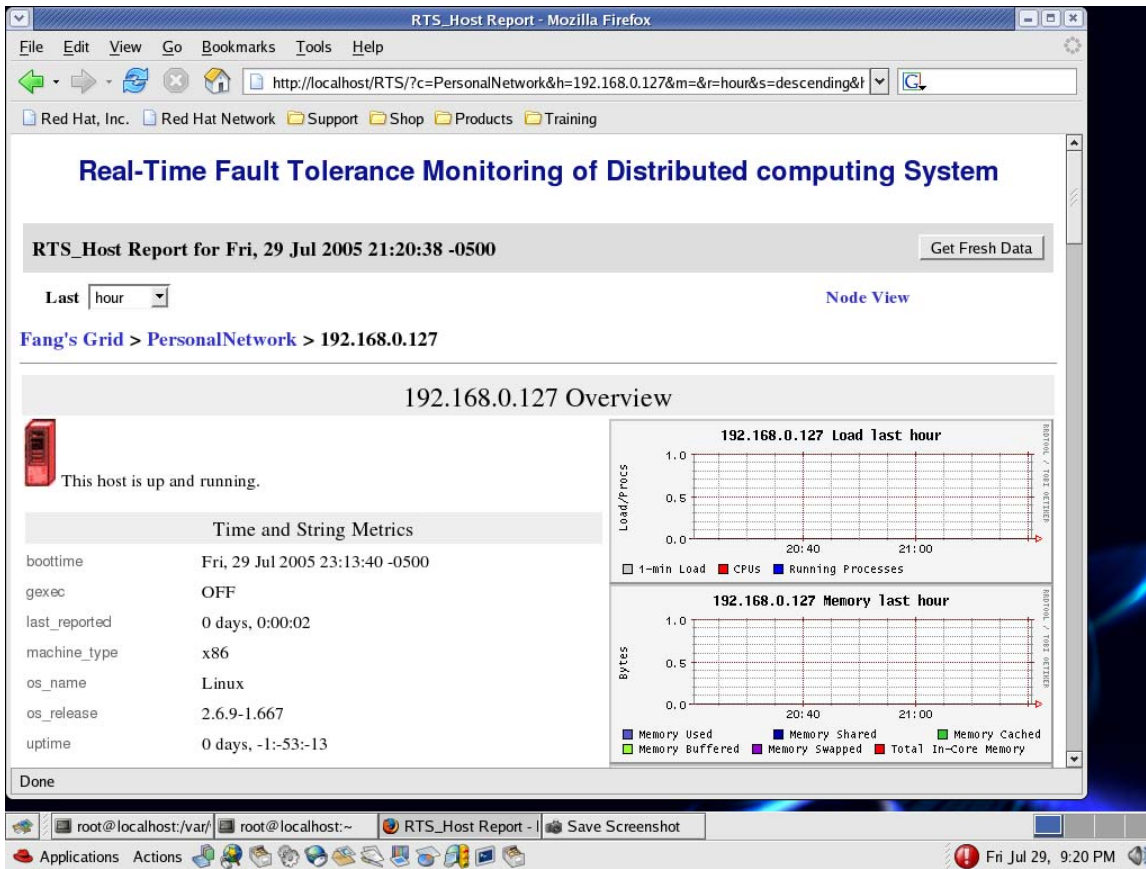 RTS_Host Report - Mozilla Firefox
File Edit View Go Bookmarks Tools Help
http://localhost/RTS/?c=PersonalNetwork&h=192.168.0.127&m=&r=hour&s=descending&
G
Red Hat, Inc. Red Hat Network Support Shop Products Training
Real-Time Fault Tolerance Monitoring of Distributed computing System
RTS_Host Report for Fri, 29 Jul 2005 21:20:38 -0500
Get Fresh Data
Last hour
Node View
Fang's Grid > PersonalNetwork > 192.168.0.127
192.168.0.127 Overview
This host is up and running.
Time and String Metrics
boottime Fri, 29 Jul 2005 23:13:40 -0500
gexec OFF
last_reported 0 days, 0:00:02
machine_type x86
os_name Linux
os_release 2.6.9-1.667
uptime 0 days, -1:-53:-13
192.168.0.127 Load last hour
RRDTOOL / TOBI OETIKER
Load/Procs
1.0
0.5
0.0
20:40 21:00
1-min Load CPUs Running Processes
192.168.0.127 Memory last hour
RRDTOOL / TOBI OETIKER
Bytes
1.0
0.5
0.0
20:40 21:00
Memory Used Memory Shared Memory Cached
Memory Buffered Memory Swapped Total In-Core Memory
Done
root@localhost:/var/ root@localhost:~ RTS_Host Report - Save Screenshot
Applications Actions Fri Jul 29, 9:20 PM